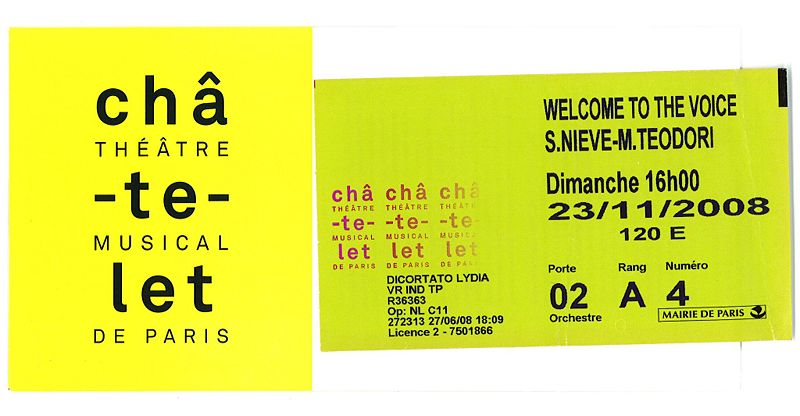 châ
THÉÂTRE
-te-
MUSICAL
let
DE PARIS
WELCOME TO THE VOICE
S.NIEVE-M.TEODORI
Dimanche 16h00
23/11/2008
120 E
châ châ châ
THÉÂTRE THÉÂTRE THÉÂTRE
-te- -te- -te-
MUSICAL MUSICAL MUSICAL
let let let
DE PARIS DE PARIS DE PARIS
DICORTATO LYDIA
VR IND TP
R36363
Op: NL C11
272313 27/06/08 18:09
Licence 2 - 7501866
Porte Rang Numéro
02 A 4
Orchestre
MAIRIE DE PARIS